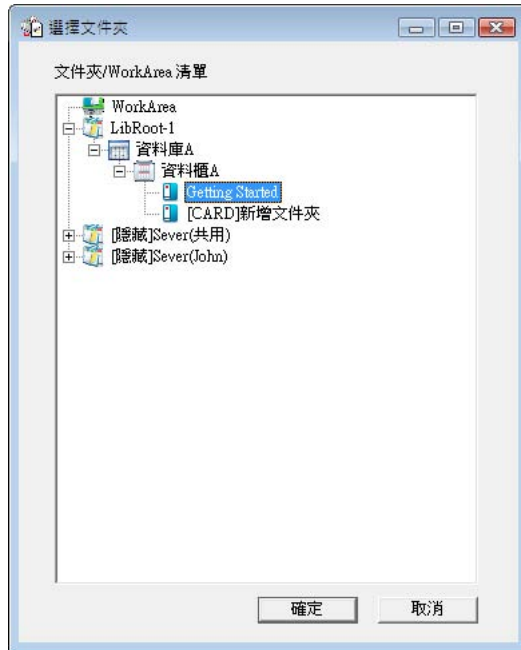 選擇文件夾
文件夾/WorkArea 清單
WorkArea
LibRoot-1
資料庫A
資料櫃A
Getting Started
[CARD]新增文件夾
[隱藏]Sever(共用)
[隱藏]Sever(John)
確定
取消